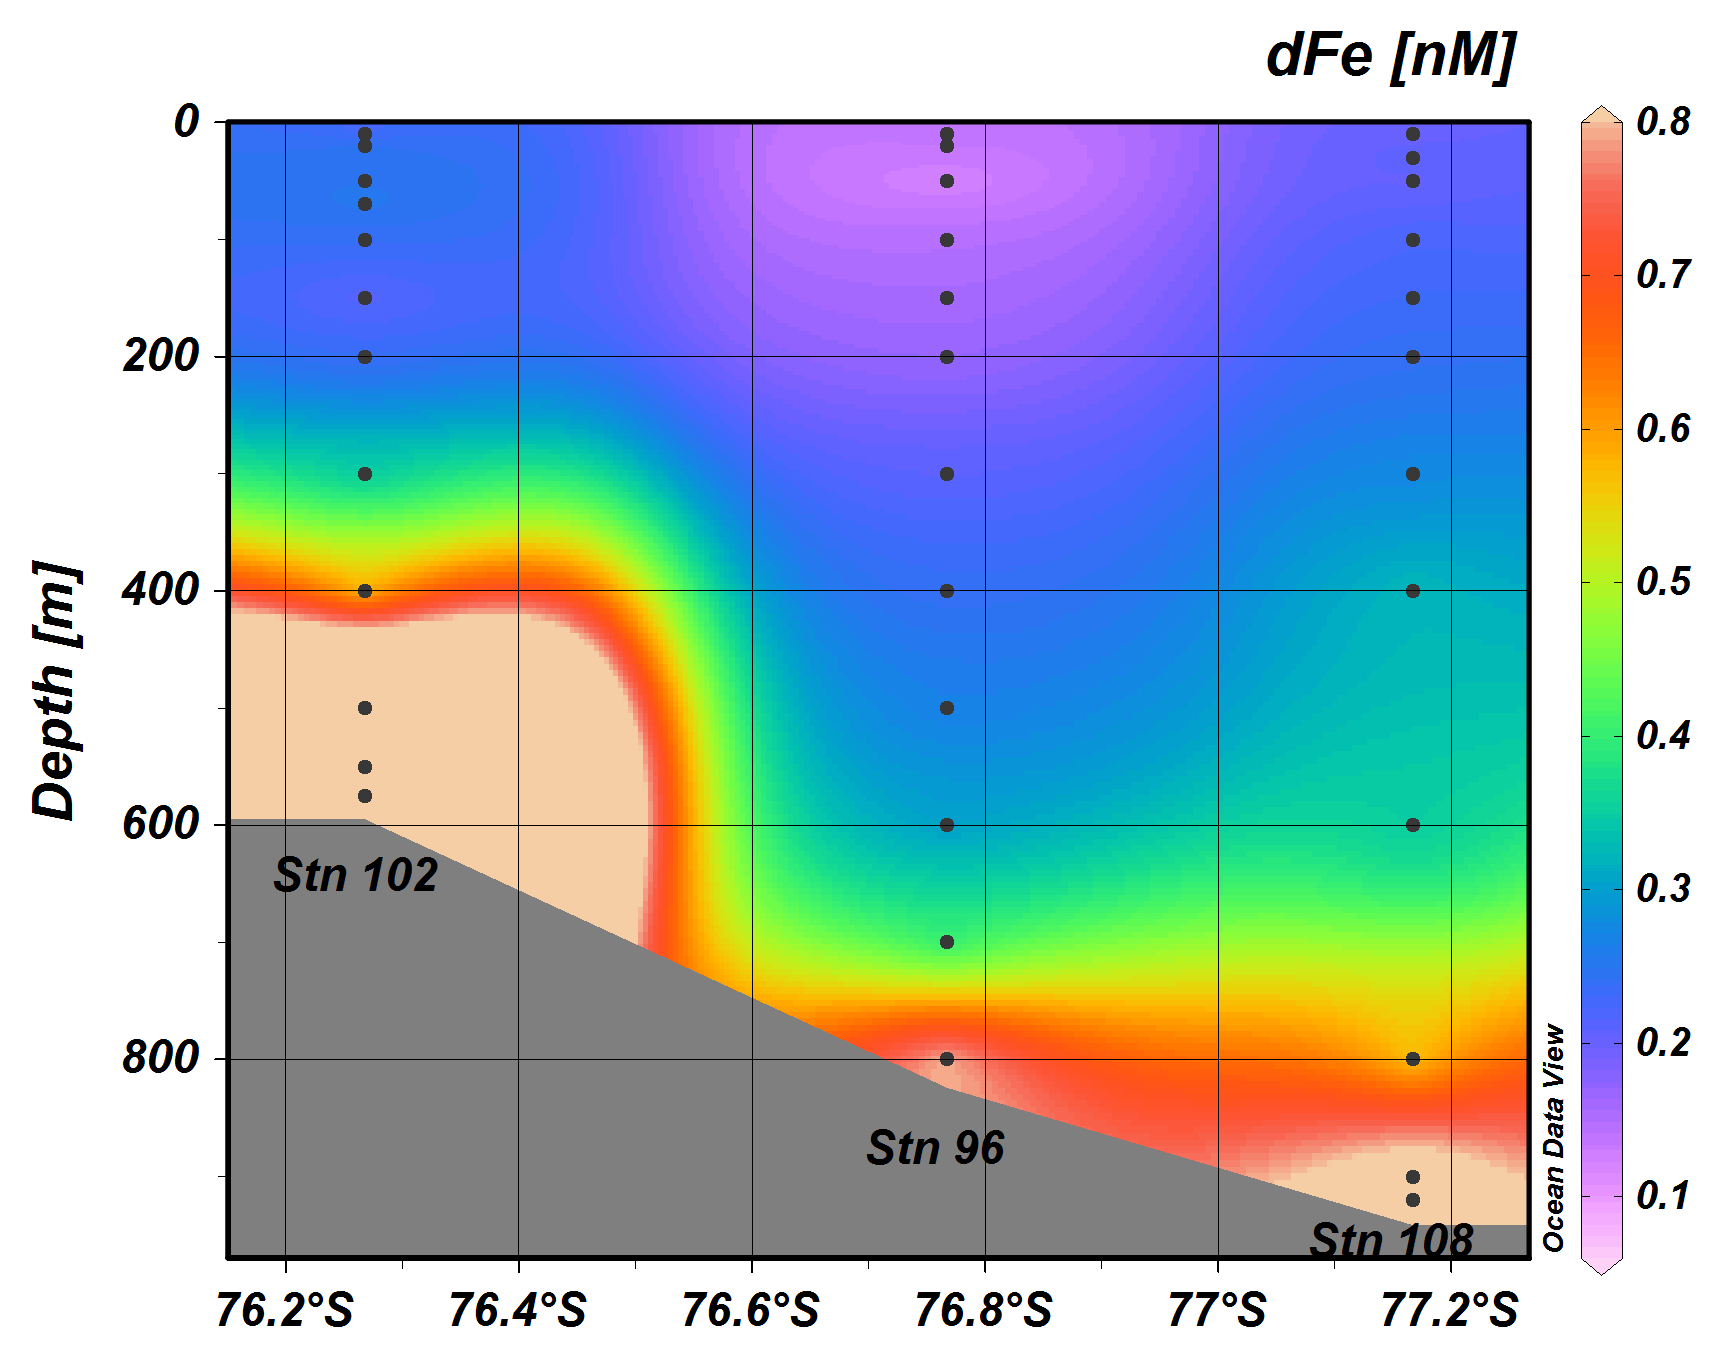 dFe [nM]
0
200
400
600
800
Depth [m]
Stn 102
Stn 96
Stn 108
76.2°S
76.4°S
76.6°S
76.8°S
77°S
77.2°S
Ocean Data View
0.8
0.7
0.6
0.5
0.4
0.3
0.2
0.1